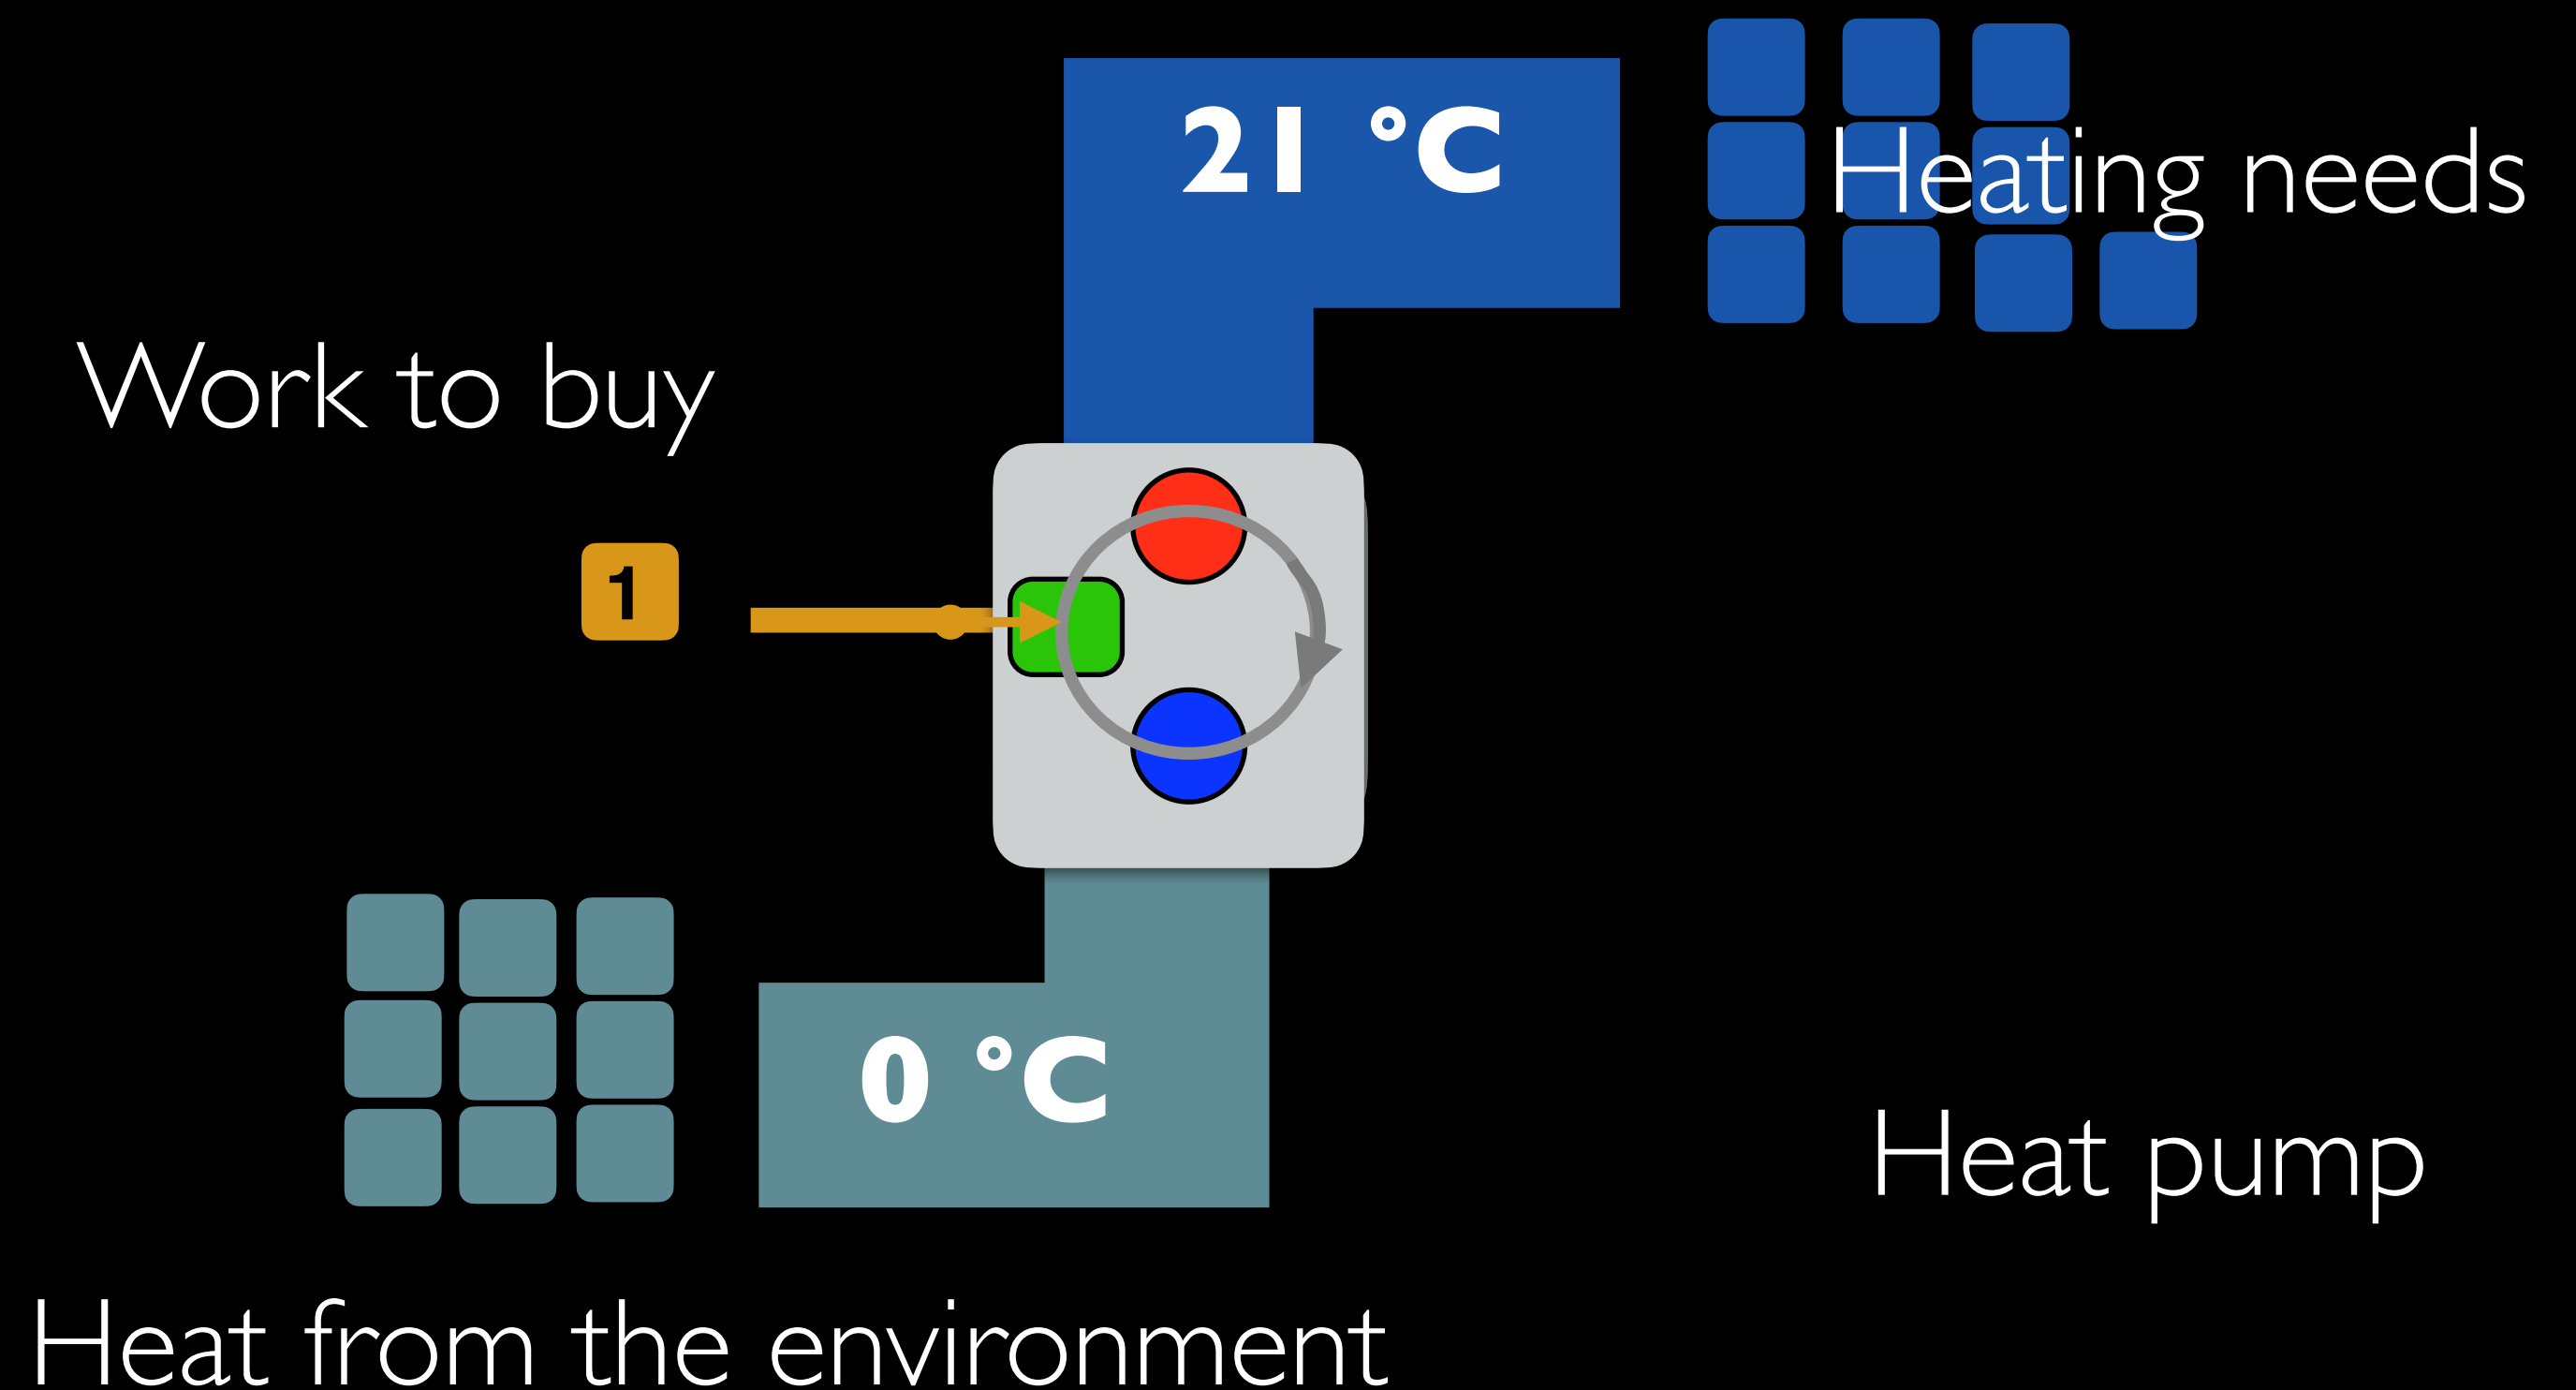 21 °C
Heating needs
Work to buy
1
0 °C
Heat pump
Heat from the environment